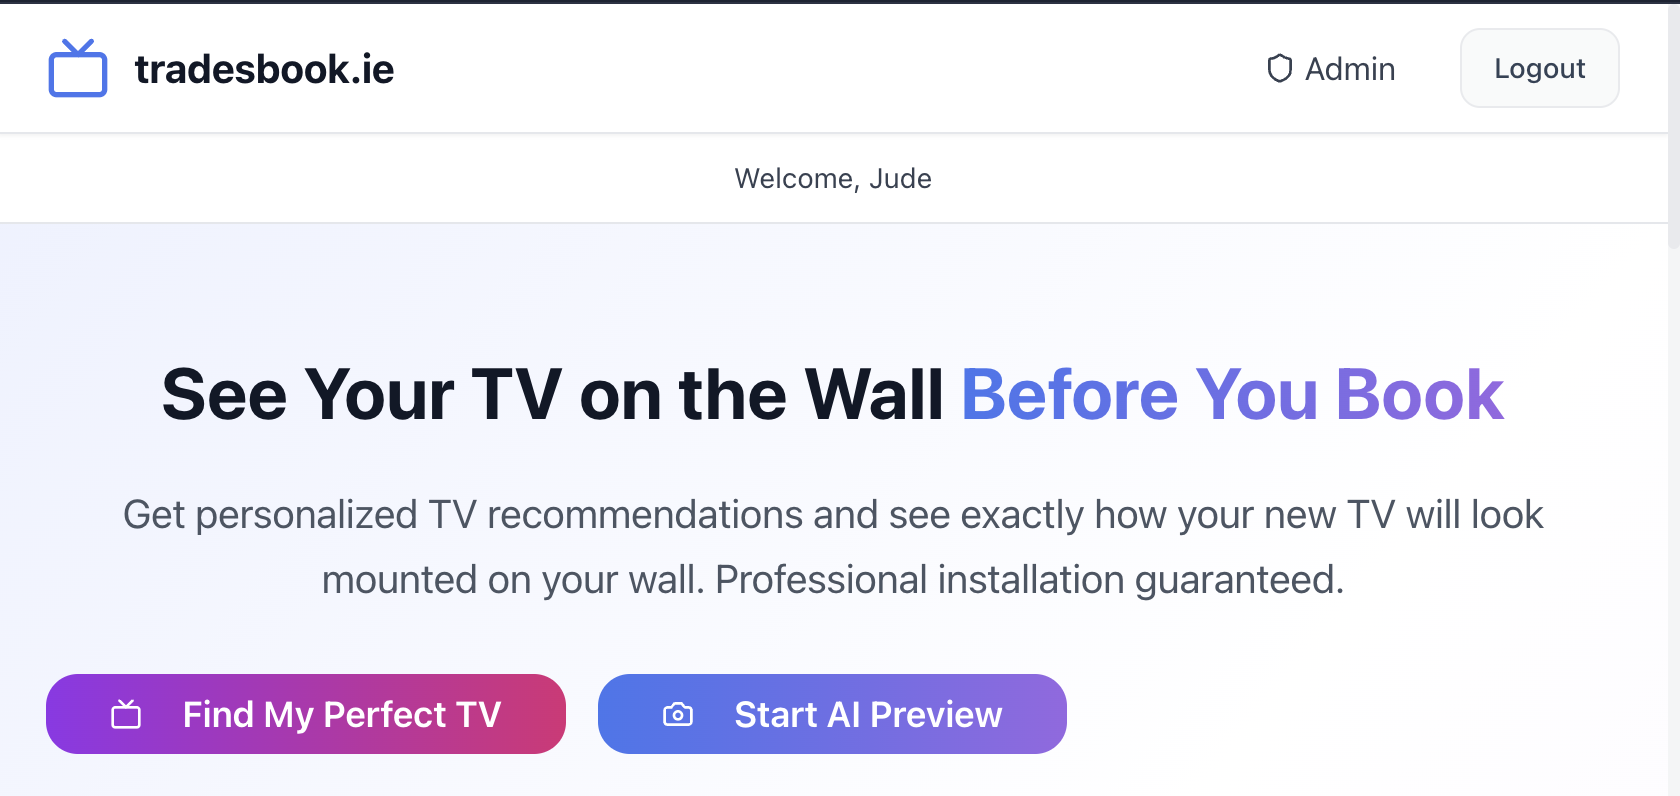 tradesbook.ie
Admin
Logout
Welcome, Jude
See Your TV on the Wall Before You Book
Get personalized TV recommendations and see exactly how your new TV will look
mounted on your wall. Professional installation guaranteed.
Find My Perfect TV
Start AI Preview